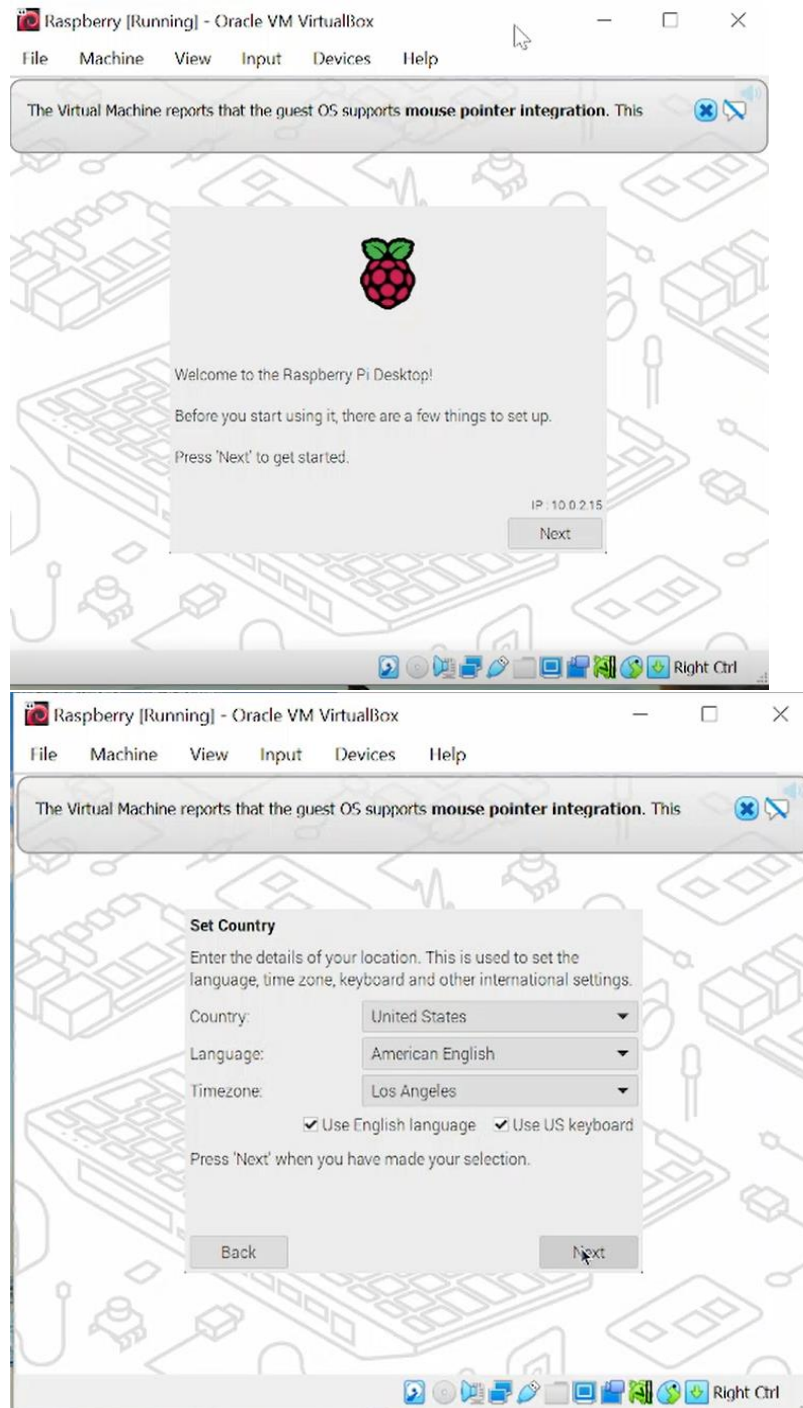 Raspberry [Running] - Oracle VM VirtualBox
File Machine View Input Devices Help
The Virtual Machine reports that the guest OS supports mouse pointer integration. This
Welcome to the Raspberry Pi Desktop!
Before you start using it, there are a few things to set up.
Press 'Next' to get started.
IP : 10.0.2.15
Next
Right Ctrl
Raspberry [Running] - Oracle VM VirtualBox
File Machine View Input Devices Help
The Virtual Machine reports that the guest OS supports mouse pointer integration. This
Set Country
Enter the details of your location. This is used to set the
language, time zone, keyboard and other international settings.
Country: United States
Language: American English
Timezone: Los Angeles
Use English language Use US keyboard
Press 'Next' when you have made your selection.
Back Next
Right Ctrl